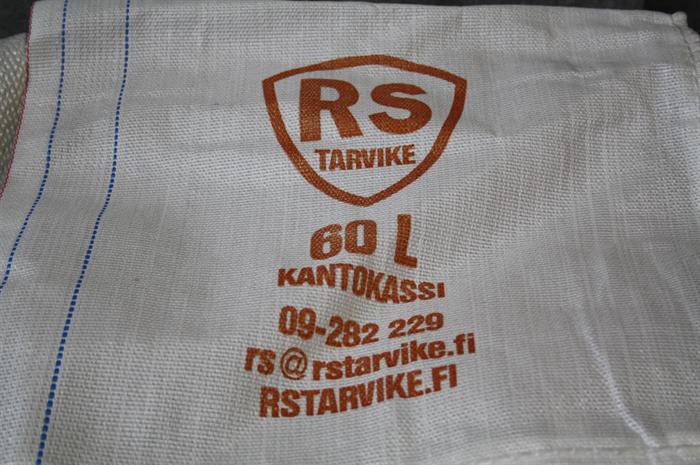 RS
TARVIKE
60 L
KANTOKASSI
09-282 229
rs@rstarvike.fi
RSTARVIKE.FI